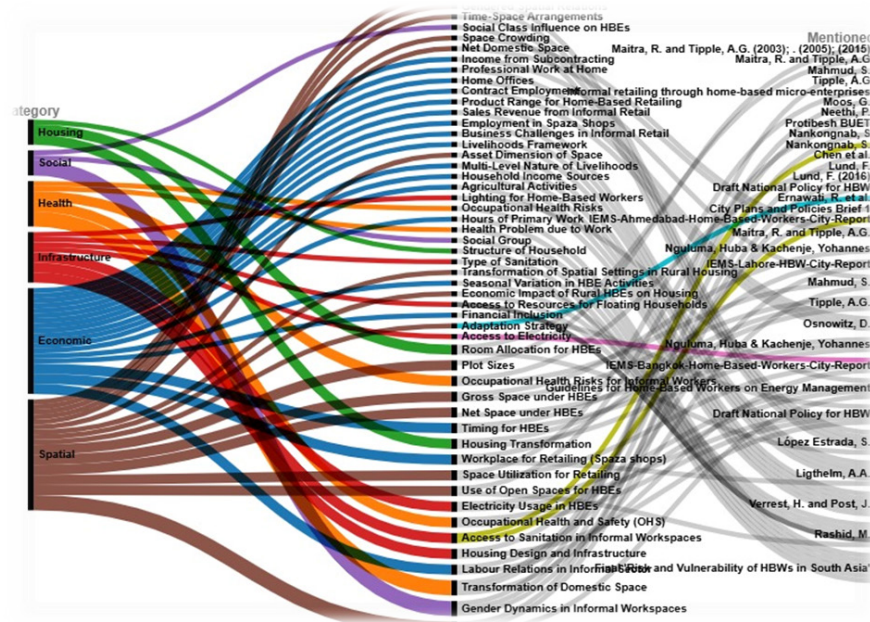 ategory
Housing
Social
Health
Infrastructure
Economic
Spatial
Time-Space Arrangements
Social Class Influence on HBEs
Space Crowding
Net Domestic Space
Income from Subcontracting
Professional Work at Home
Home Offices
Contract Employment
Product Range for Home-Based Retailing
Sales Revenue from Informal Retail
Employment in Spaza Shops
Business Challenges in Informal Retail
Livelihoods Framework
Asset Dimension of Space
Multi-Level Nature of Livelihoods
Household Income Sources
Agricultural Activities
Lighting for Home-Based Workers
Occupational Health Risks
Hours of Primary Work
Health Problem due to Work
Social Group
Structure of Household
Type of Sanitation
Transformation of Spatial Settings in Rural Housing
Seasonal Variation in HBE Activities
Economic Impact of Rural HBEs on Housing
Access to Resources for Floating Households
Financial Inclusion
Adaptation Strategy
Access to Electricity
Room Allocation for HBEs
Plot Sizes
Occupational Health Risks for Informal Workers
Gross Space under HBEs
Net Space under HBEs
Timing for HBEs
Housing Transformation
Workplace for Retailing (Spaza shops)
Space Utilization for Retailing
Use of Open Spaces for HBEs
Electricity Usage in HBEs
Occupational Health and Safety (OHS)
Access to Sanitation in Informal Workspaces
Housing Design and Infrastructure
Labour Relations in Informal Sector
Transformation of Domestic Space
Gender Dynamics in Informal Workspaces
Mentioned
Maitra, R. and Tipple, A.G. (2003); . (2005); (2015)
Maitra, R. and Tipple, A.G
Mahmud, S.
Tipple, A.G
Informal retailing through home-based micro-enterprises
Moos, G.
Neethi, P.
Protibesh BUET
Nankongnab, S
Nankongnab, S.
Chen et al.
Lund, F.
Lund, F. (2016)
Draft National Policy for HBW
Ernawati, R. et al
City Plans and Policies Brief 1
IEMS-Ahmedabad-Home-Based-Workers-City-Report
Maitra, R. and Tipple, A.G.
Nguluma, Huba & Kachenje, Yohannes
IEMS-Lahore-HBW-City-Report
Mahmud, S.
Tipple, A.G.
Osnowitz, D.
Nguluma, Huba & Kachenje, Yohannes
IEMS-Bangkok-Home-Based-Workers-City-Report
Guidelines for Home-Based Workers on Energy Management
Draft National Policy for HBW
López Estrada, S.
Ligthelm, A.A.
Verrest, H. and Post, J.
Rashid, M.
Risk and Vulnerability of HBWs in South Asia'